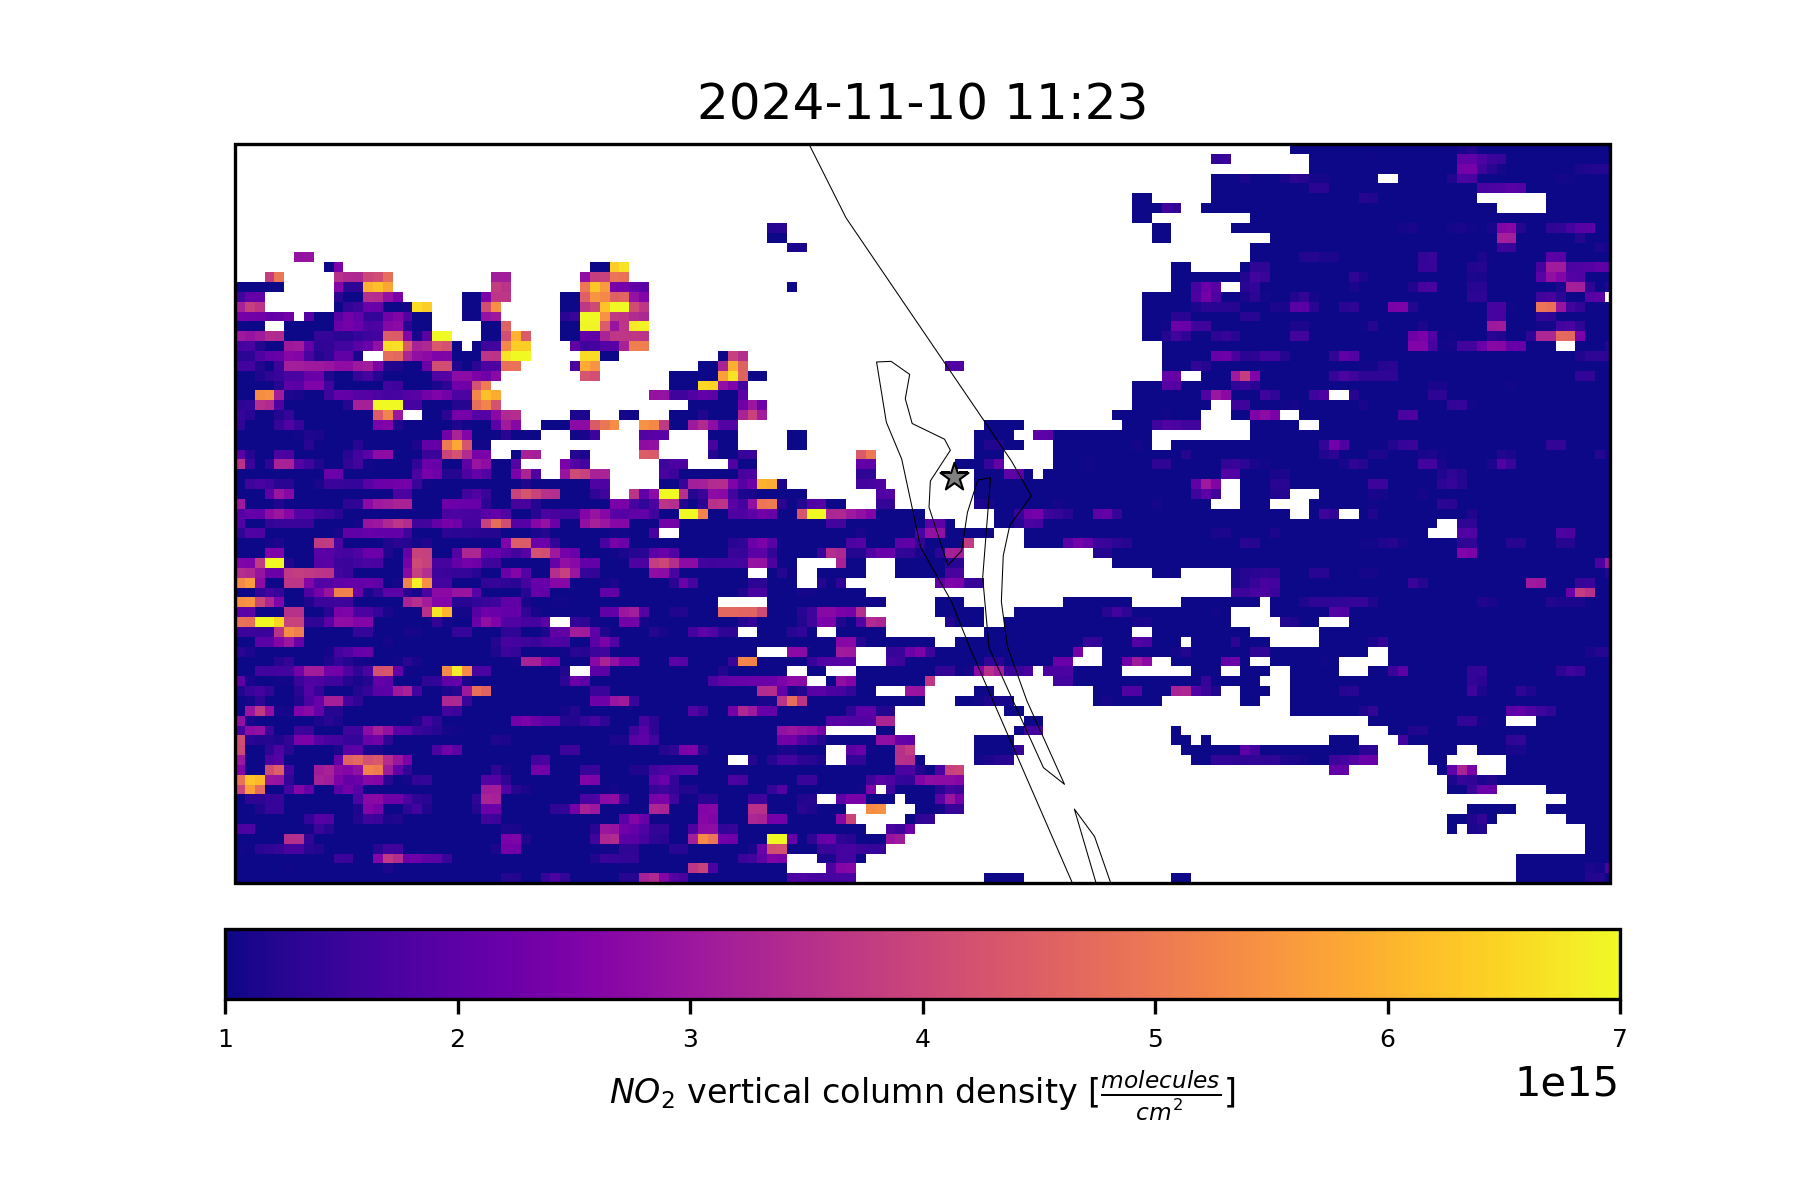 2024-11-10 11:23
1 2 3 4 5 6 7
1e15
NO₂ vertical column density [molecules/cm²]